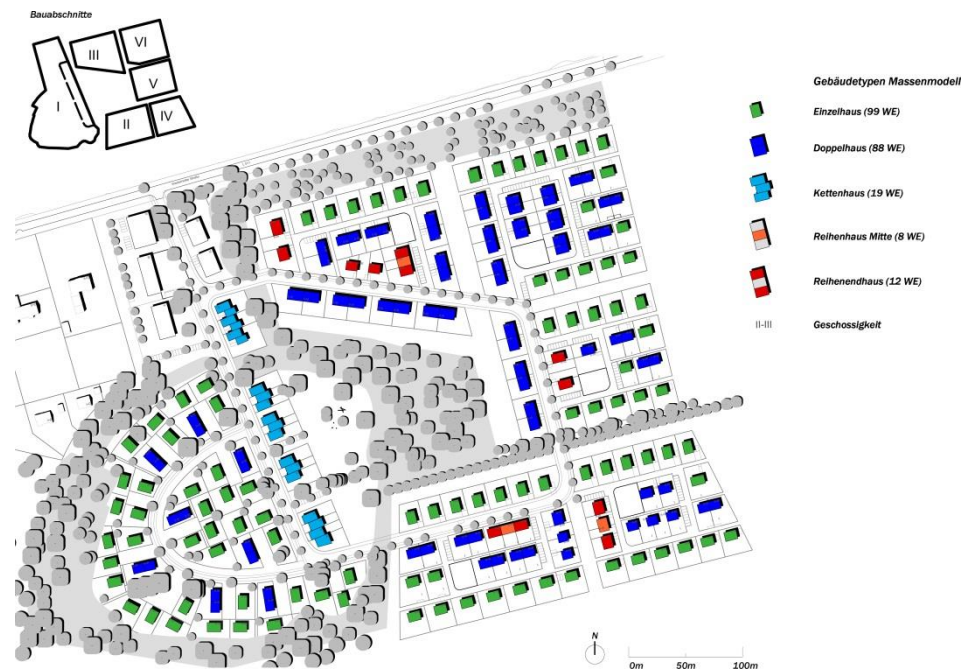 Bauabschnitte
VI
III
V
I
II
IV
Gebäudetypen Massenmodell
Einzelhaus (99 WE)
Doppelhaus (88 WE)
Kettenhaus (19 WE)
Reihenhaus Mitte (8 WE)
Reihenendhaus (12 WE)
II-III
Geschossigkeit
N
0m
50m
100m